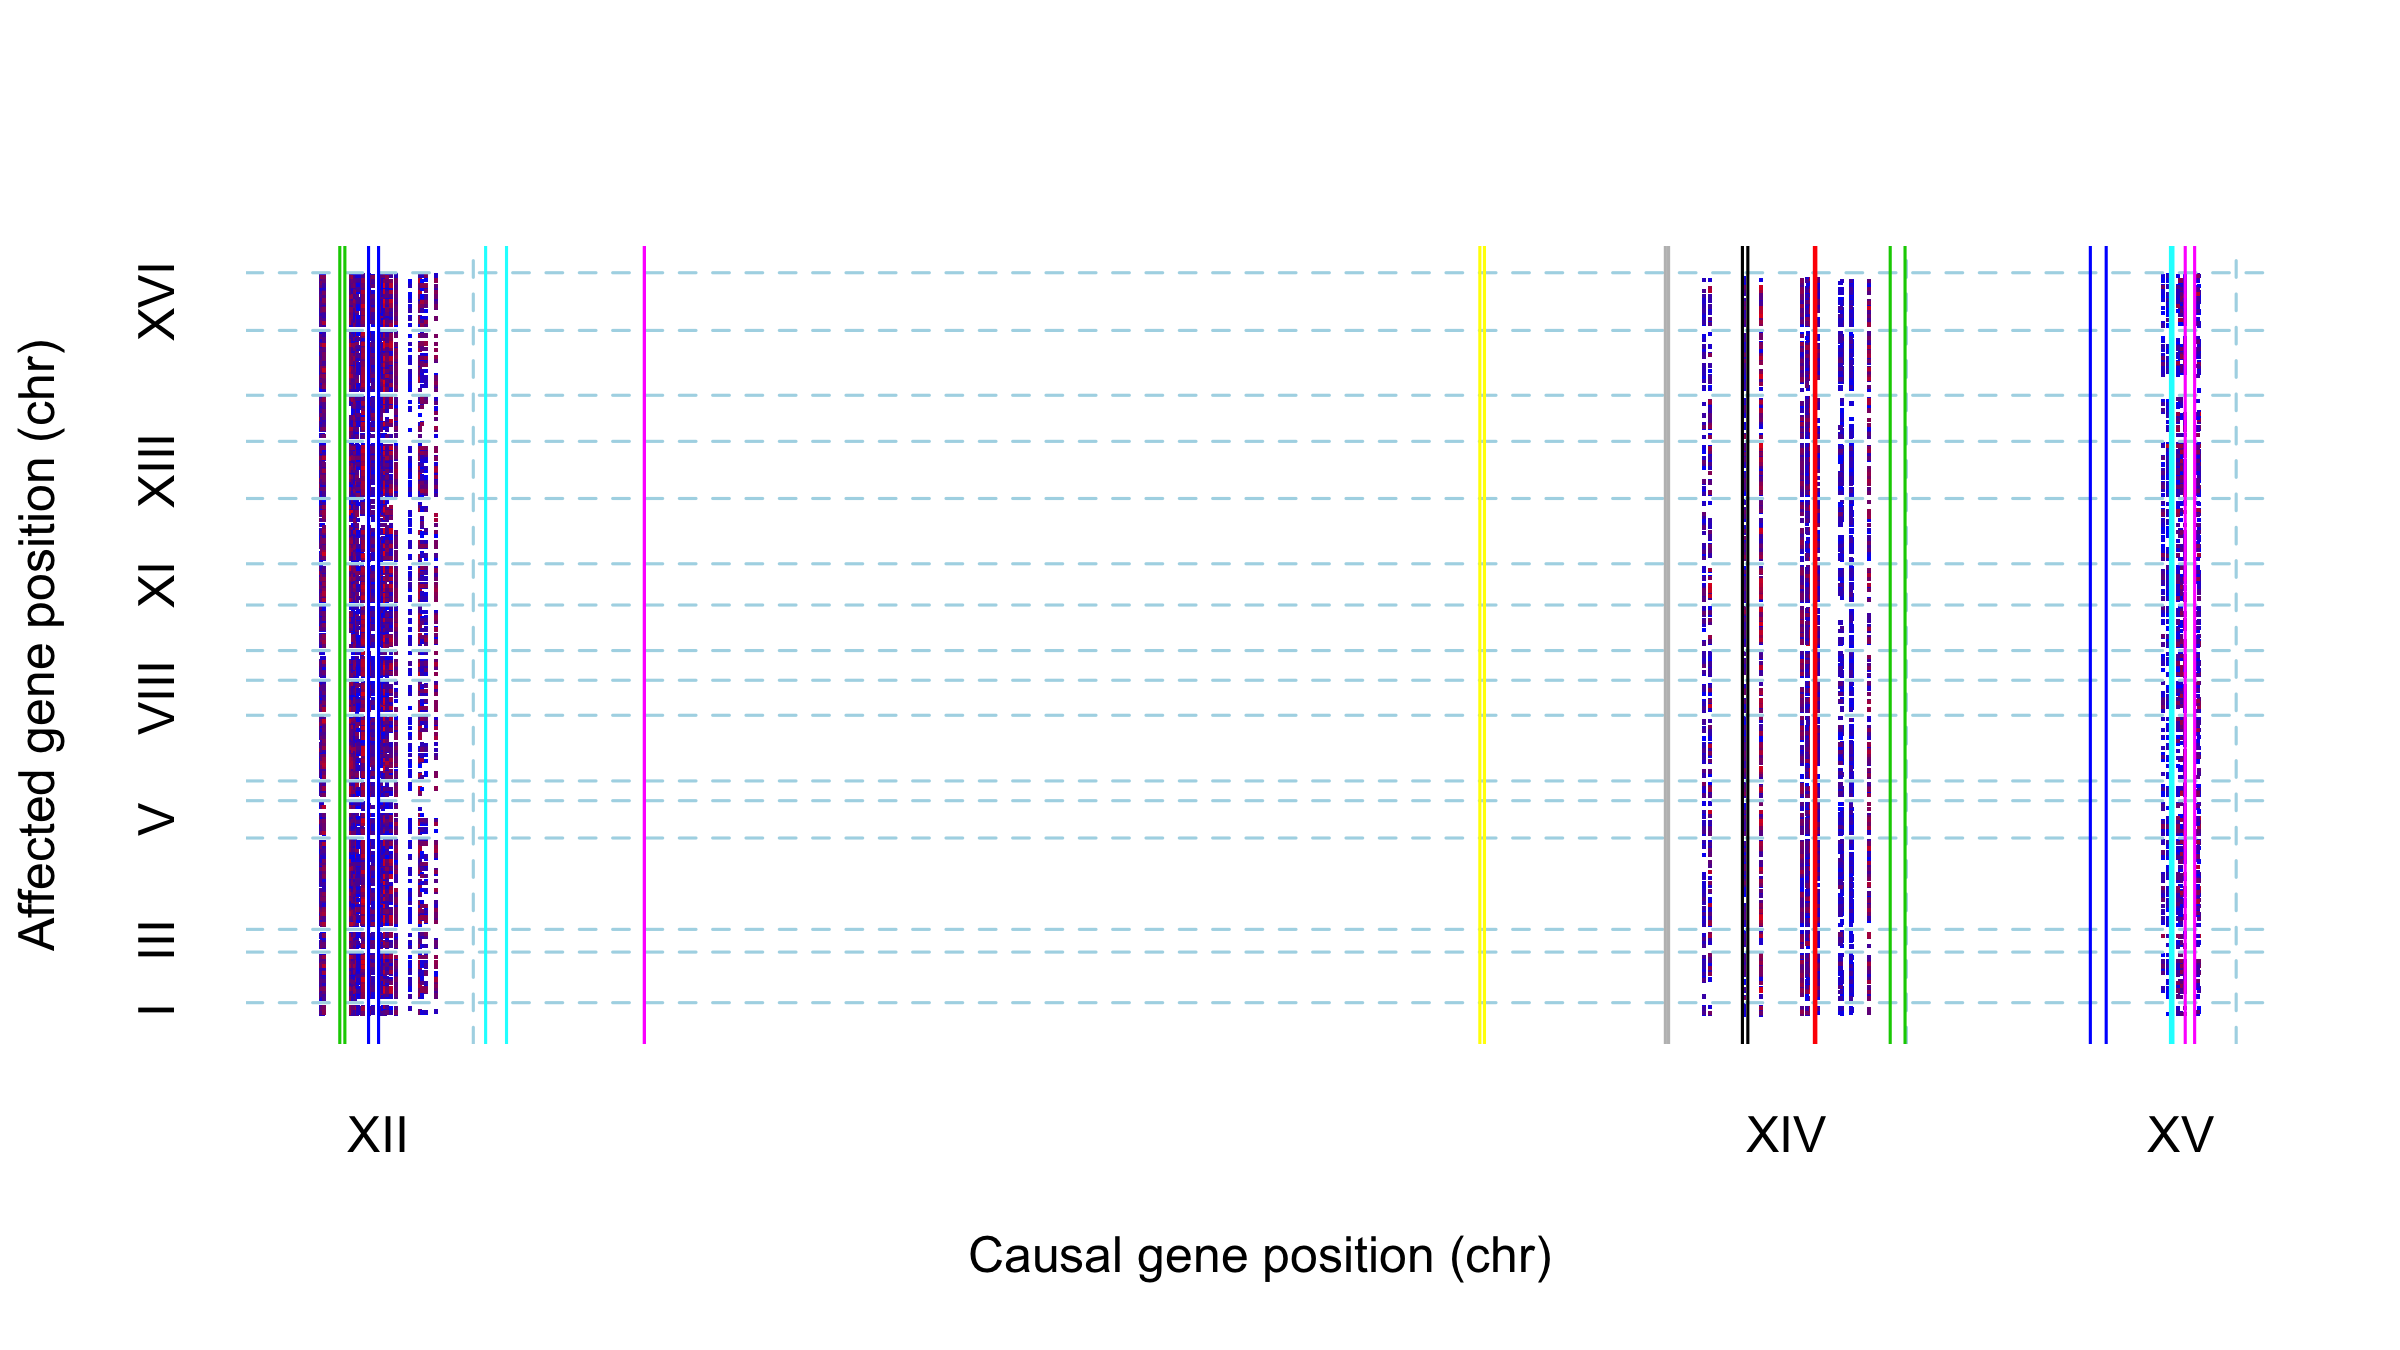 Affected gene position (chr)
XVI
XIII
XI
VIII
V
III
I
XII
XIV
XV
Causal gene position (chr)